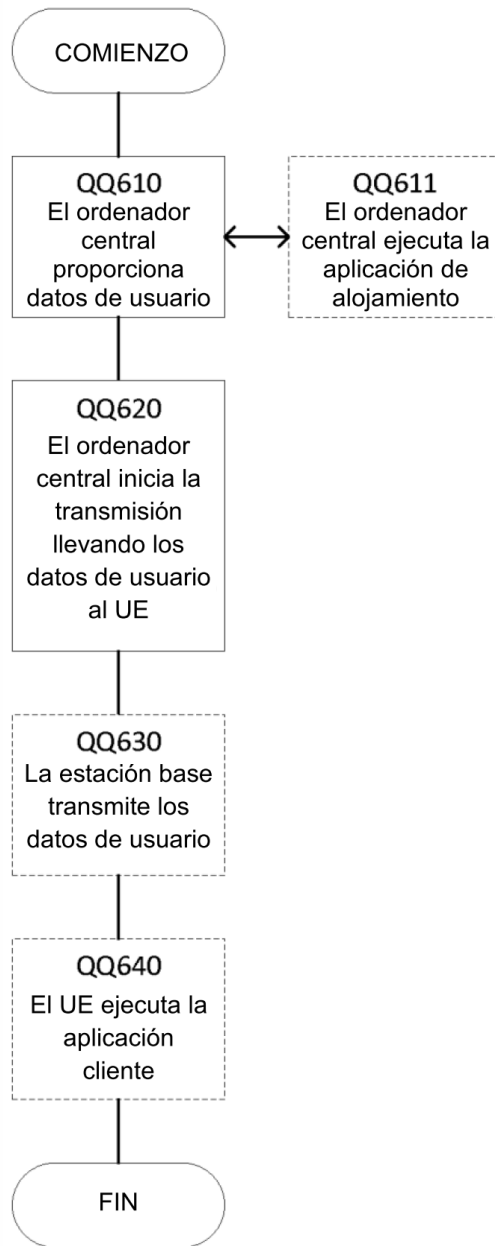 COMIENZO
QQ610
El ordenador
central
proporciona
datos de usuario
QQ611
El ordenador
central ejecuta la
aplicación de
alojamiento
QQ620
El ordenador
central inicia la
transmisión
llevando los
datos de usuario
al UE
QQ630
La estación base
transmite los
datos de usuario
QQ640
El UE ejecuta la
aplicación
cliente
FIN